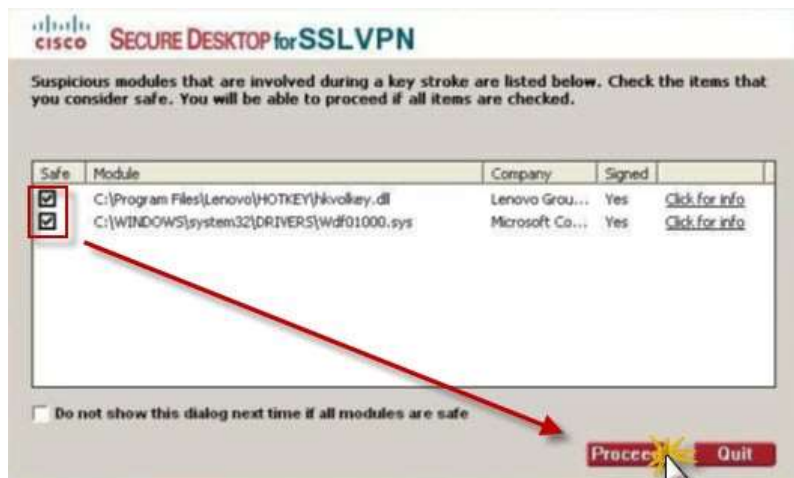 CISCO SECURE DESKTOP for SSLVPN
Suspicious modules that are involved during a key stroke are listed below. Check the items that
you consider safe. You will be able to proceed if all items are checked.
Safe Module Company Signed
C:\Program Files\Lenovo\HOTKEY\hkvolkey.dll Lenovo Grou... Yes Click for info
C:\WINDOWS\system32\DRIVERS\Wdf01000.sys Microsoft Co... Yes Click for info
Do not show this dialog next time if all modules are safe
Proceed Quit